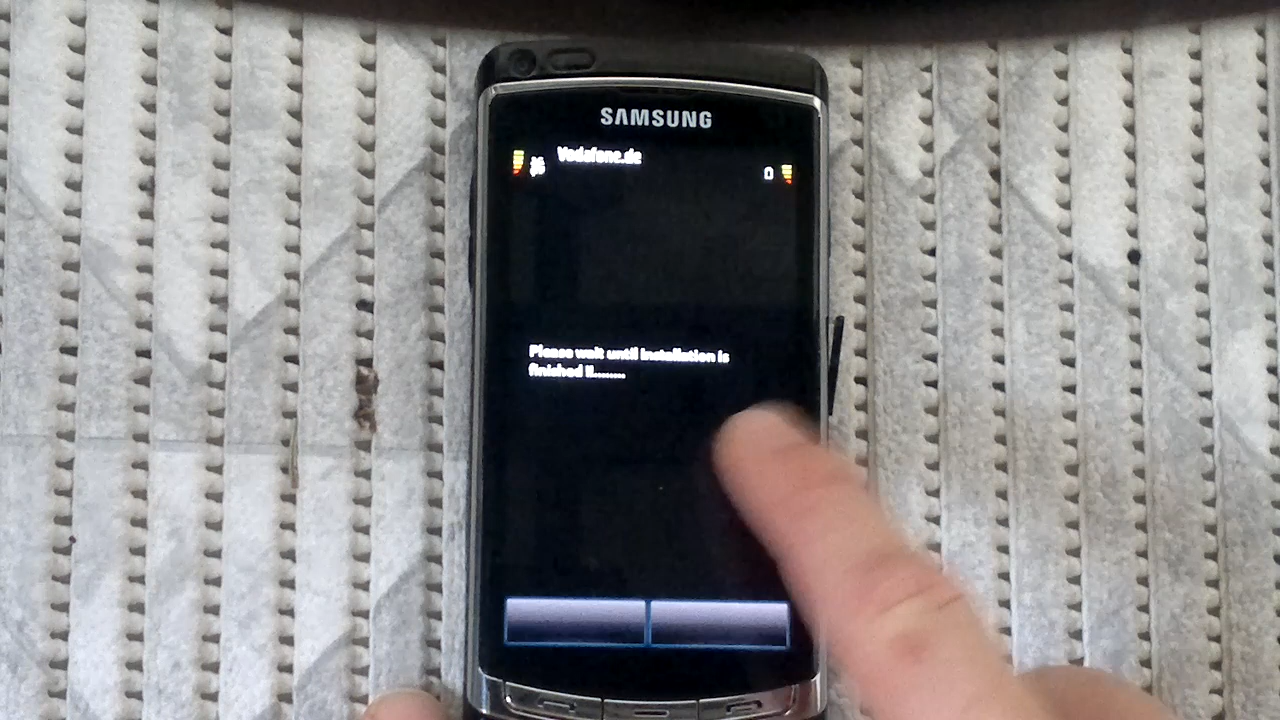 SAMSUNG
Vodafone.de
Please wait until installation is
finished !!.........